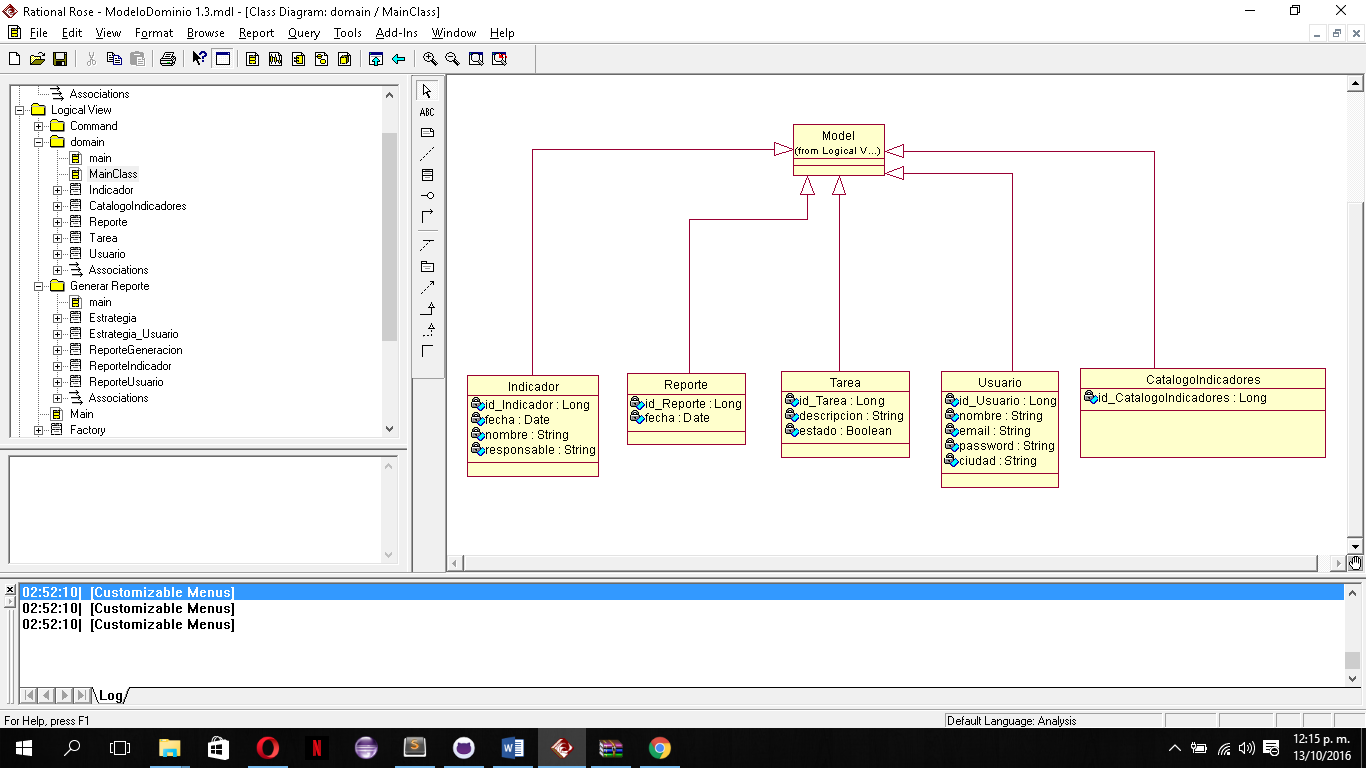 Rational Rose - ModeloDominio 1.3.mdl - [Class Diagram: domain / MainClass]
File Edit View Format Browse Report Query Tools Add-Ins Window Help
Associations
Logical View
Command
domain
main
MainClass
Indicador
CatalogoIndicadores
Reporte
Tarea
Usuario
Associations
Generar Reporte
main
Estrategia
Estrategia_Usuario
ReporteGeneracion
ReporteIndicador
ReporteUsuario
Associations
Main
Factory
ABC
Model
(from Logical V...)
Indicador
id_Indicador : Long
fecha : Date
nombre : String
responsable : String
Reporte
id_Reporte : Long
fecha : Date
Tarea
id_Tarea : Long
descripcion : String
estado : Boolean
Usuario
id_Usuario : Long
nombre : String
email : String
password : String
ciudad : String
CatalogoIndicadores
id_CatalogoIndicadores : Long
02:52:10| [Customizable Menus]
02:52:10| [Customizable Menus]
02:52:10| [Customizable Menus]
Log
For Help, press F1
Default Language: Analysis
12:15 p. m.
13/10/2016